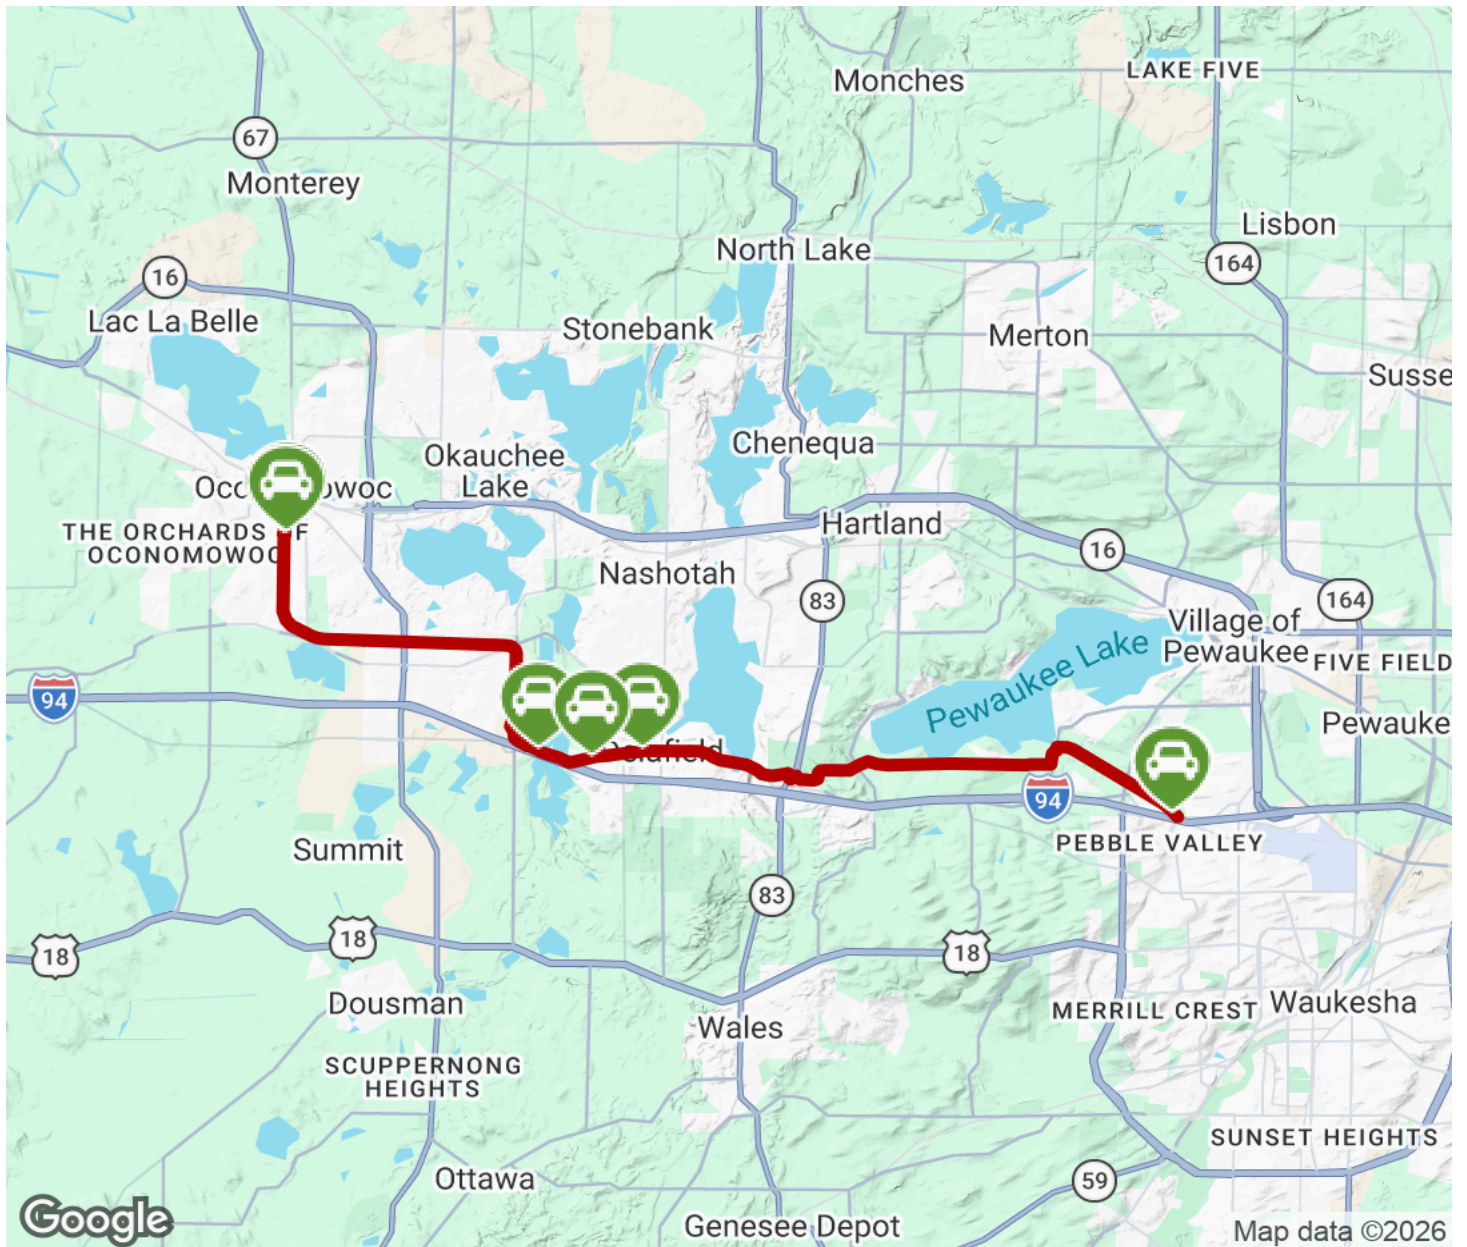 Monches
LAKE FIVE
67
Monterey
Lisbon
North Lake
164
16
Lac La Belle
Stonebank
Merton
Susse
Chenequa
Okauchee
Lake
Oc
owoc
THE ORCHARDS
F
OCONOMOWOC
Hartland
16
Nashotah
83
164
Village of
Pewaukee
Pewaukee Lake
FIVE FIELD
94
Pewauke
94
PEBBLE VALLEY
Summit
83
18
18
18
Dousman
MERRILL CREST
Waukesha
Wales
SCUPPERNONG
HEIGHTS
SUNSET HEIGHTS
Ottawa
59
Google
Genesee Depot
Map data ©2026